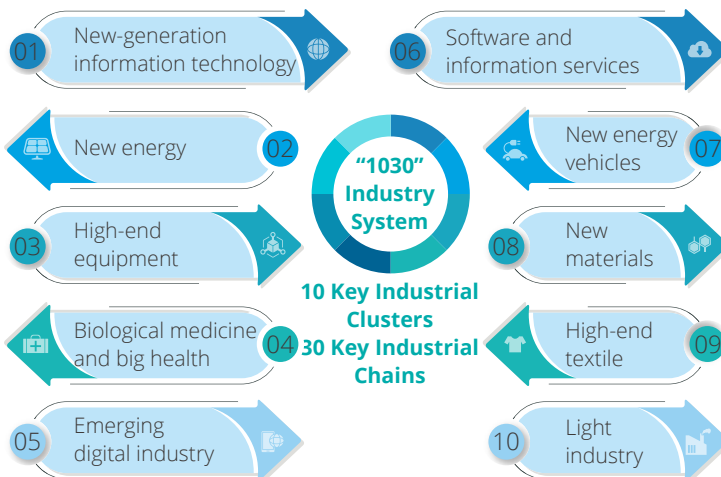 01
New-generation
information technology
New energy
02
03
High-end
equipment
Biological medicine
and big health
04
05
Emerging
digital industry
“1030”
Industry
System
10 Key Industrial
Clusters
30 Key Industrial
Chains
06
Software and
information services
New energy
vehicles
07
08
New
materials
High-end
textile
09
10
Light
industry